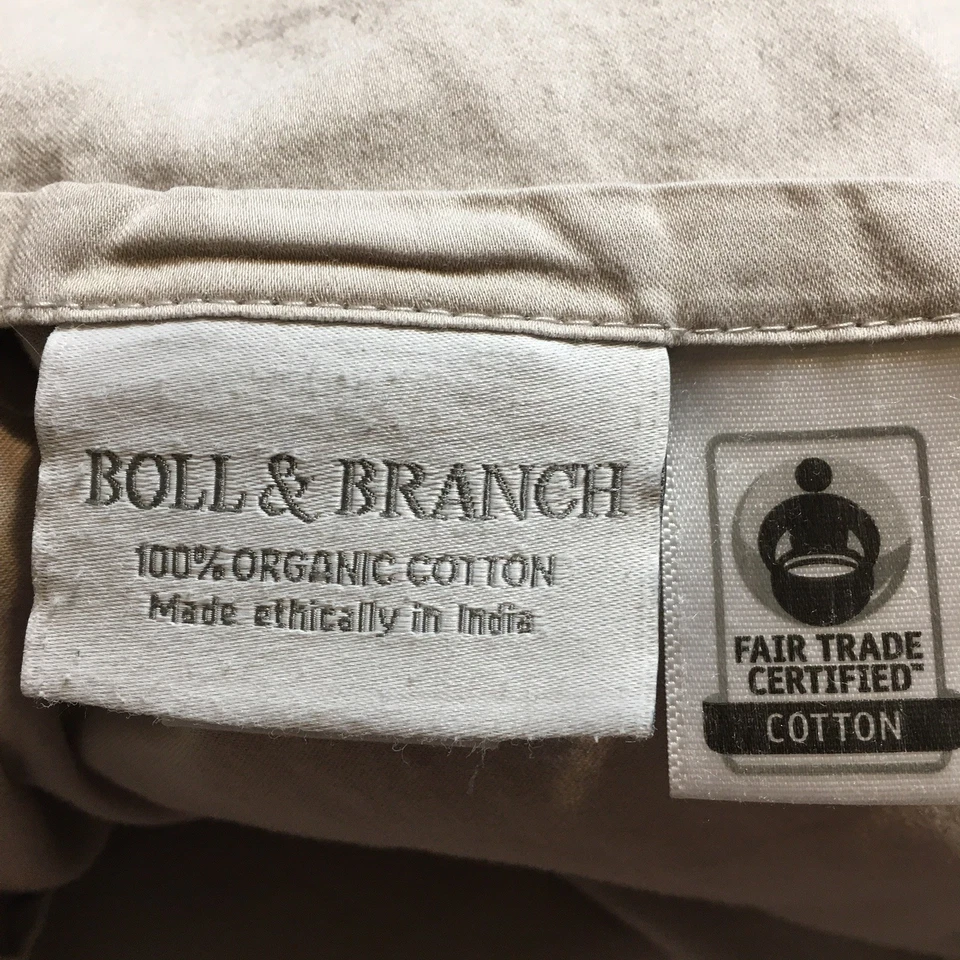 BOLL & BRANCH
100% ORGANIC COTTON
Made ethically in India
FAIR TRADE
CERTIFIED™
COTTON